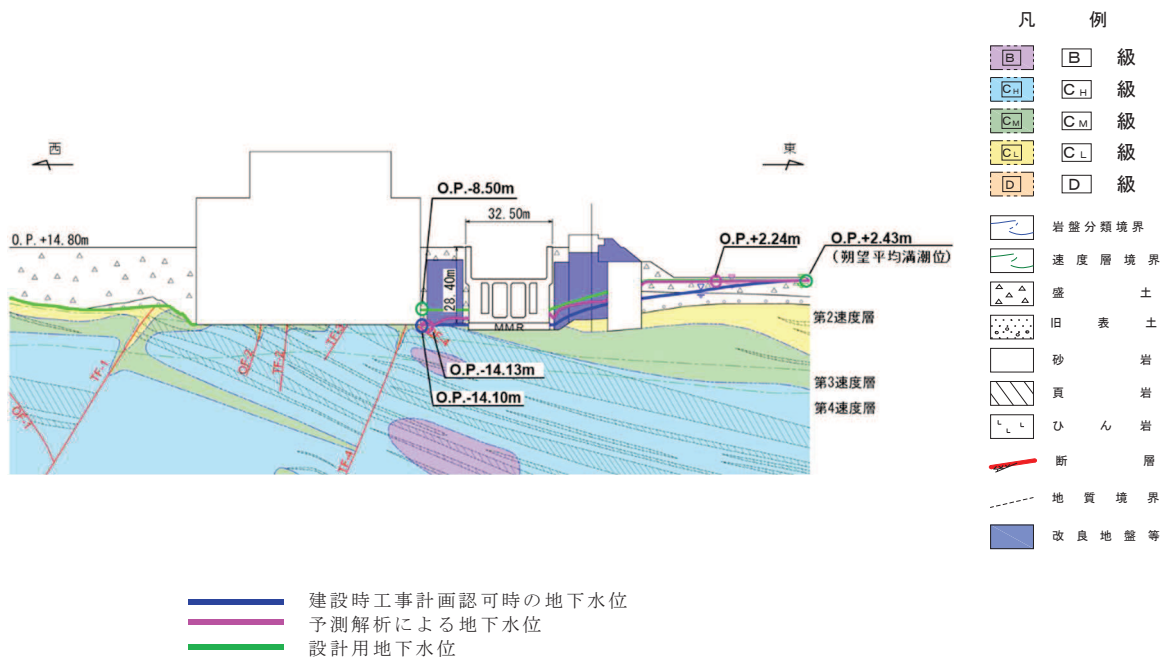 凡 例
B B 級
CH CH 級
CM CM 級
CL CL 級
D D 級
岩盤分類境界
速度層境界
盛土
旧表土
砂岩
頁岩
ひん岩
断層
地質境界
改良地盤等
西
東
O.P.-8.50m
32.50m
O.P.+14.80m
O.P.+2.24m
O.P.+2.43m
(朔望平均満潮位)
28.40m
MMR
第2速度層
O.P.-14.13m
第3速度層
O.P.-14.10m
第4速度層
OF-1
TF-1
OF-2
TF-2
TF-3
TF-4
建設時工事計画認可時の地下水位
予測解析による地下水位
設計用地下水位